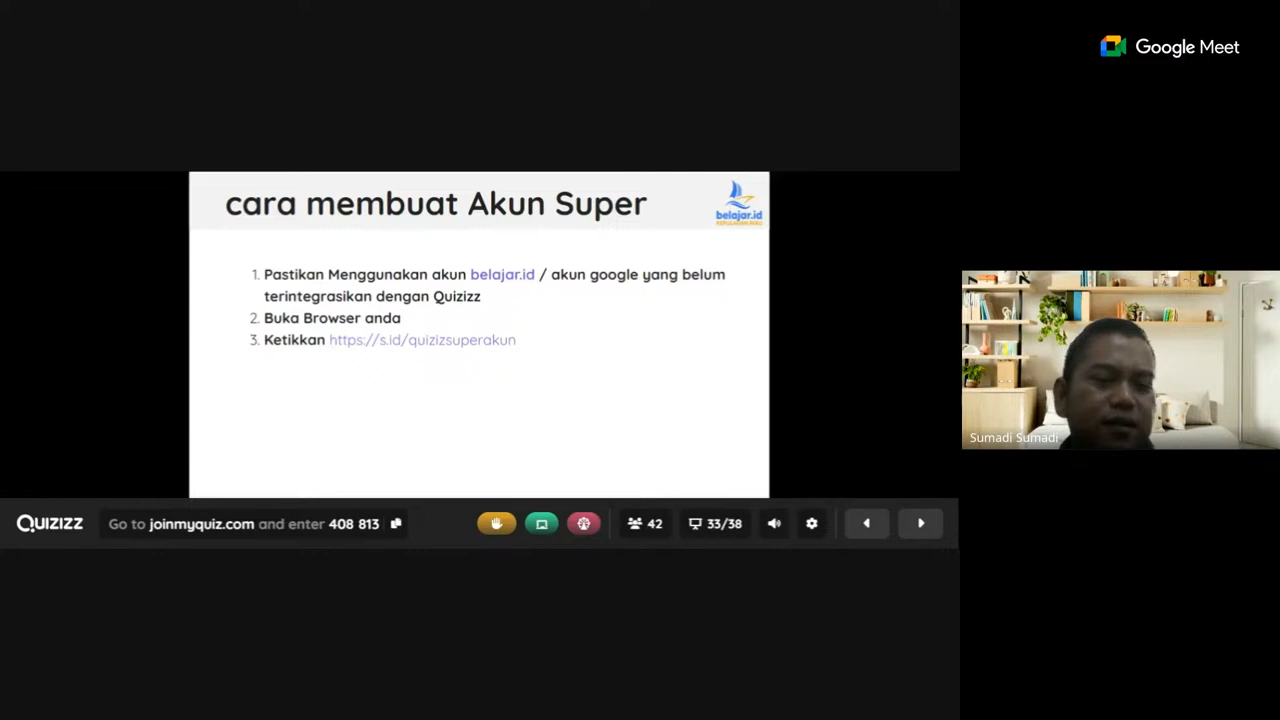 Google Meet
cara membuat Akun Super
belajar.id
1. Pastikan Menggunakan akun belajar.id / akun google yang belum
terintegrasikan dengan Quizizz
2. Buka Browser anda
3. Ketikkan https://s.id/quizizsuperakun
Sumadi Sumadi
QUIZIZZ
Go to joinmyquiz.com and enter 408 813
42
33/38